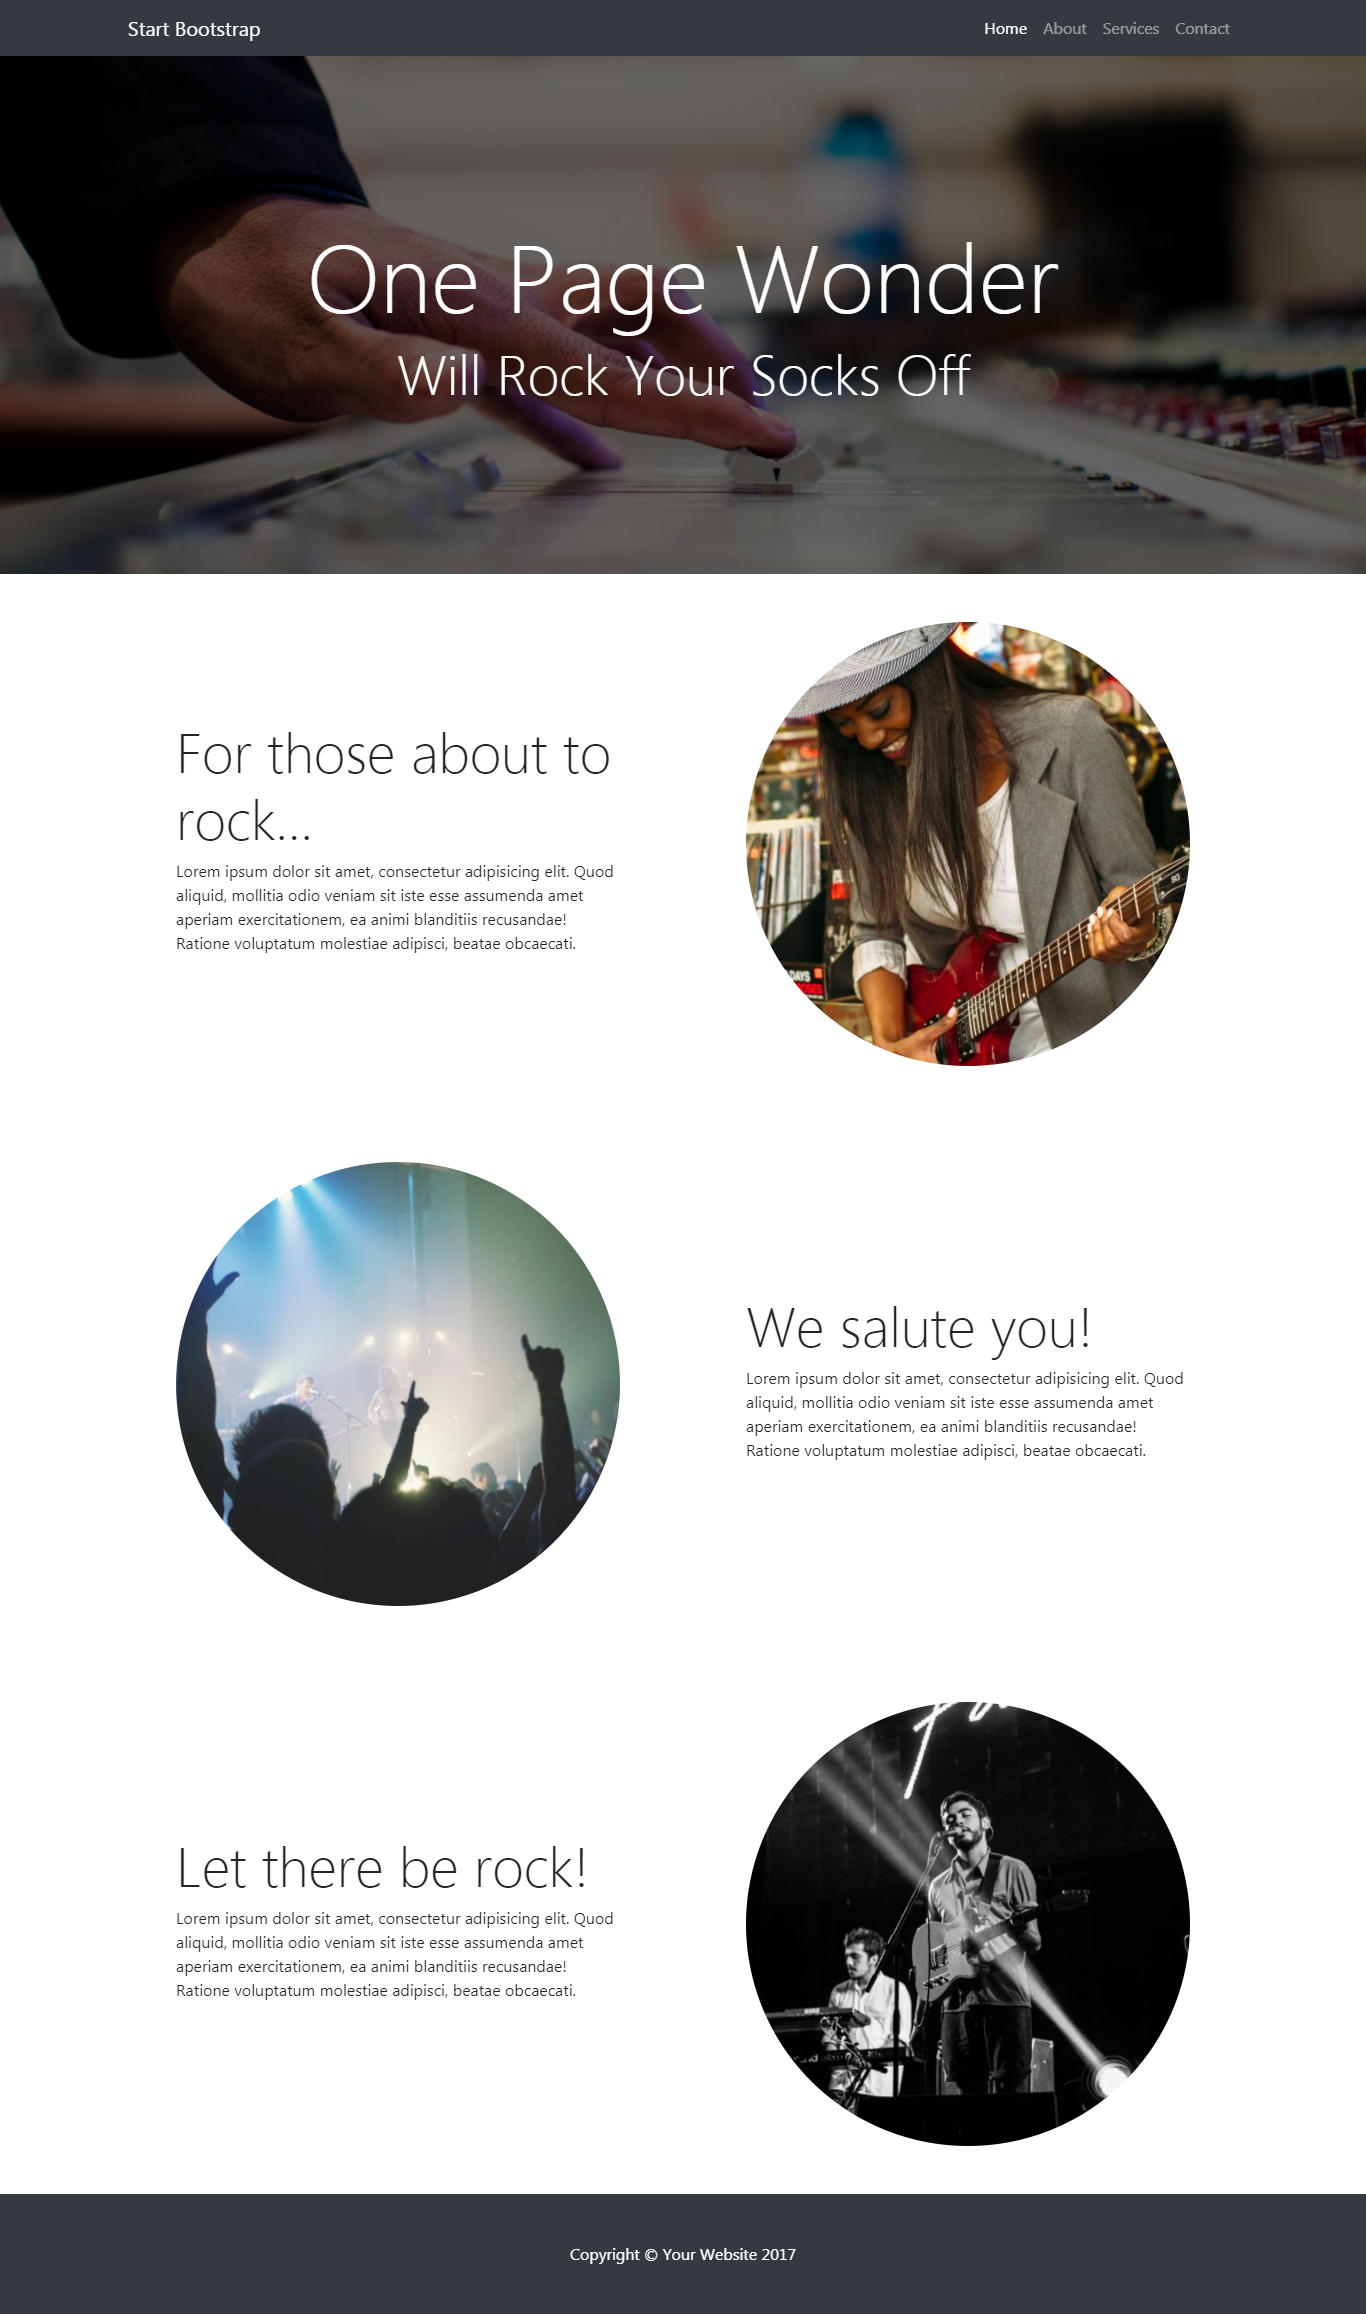 Start Bootstrap
Home About Services Contact
One Page Wonder
Will Rock Your Socks Off
For those about to
rock...
Lorem ipsum dolor sit amet, consectetur adipisicing elit. Quod
aliquid, mollitia odio veniam sit iste esse assumenda amet
aperiam exercitationem, ea animi blanditiis recusandae!
Ratione voluptatum molestiae adipisci, beatae obcaecati.
SG
DAYS
We salute you!
Lorem ipsum dolor sit amet, consectetur adipisicing elit. Quod
aliquid, mollitia odio veniam sit iste esse assumenda amet
aperiam exercitationem, ea animi blanditiis recusandae!
Ratione voluptatum molestiae adipisci, beatae obcaecati.
Let there be rock!
Lorem ipsum dolor sit amet, consectetur adipisicing elit. Quod
aliquid, mollitia odio veniam sit iste esse assumenda amet
aperiam exercitationem, ea animi blanditiis recusandae!
Ratione voluptatum molestiae adipisci, beatae obcaecati.
Copyright © Your Website 2017